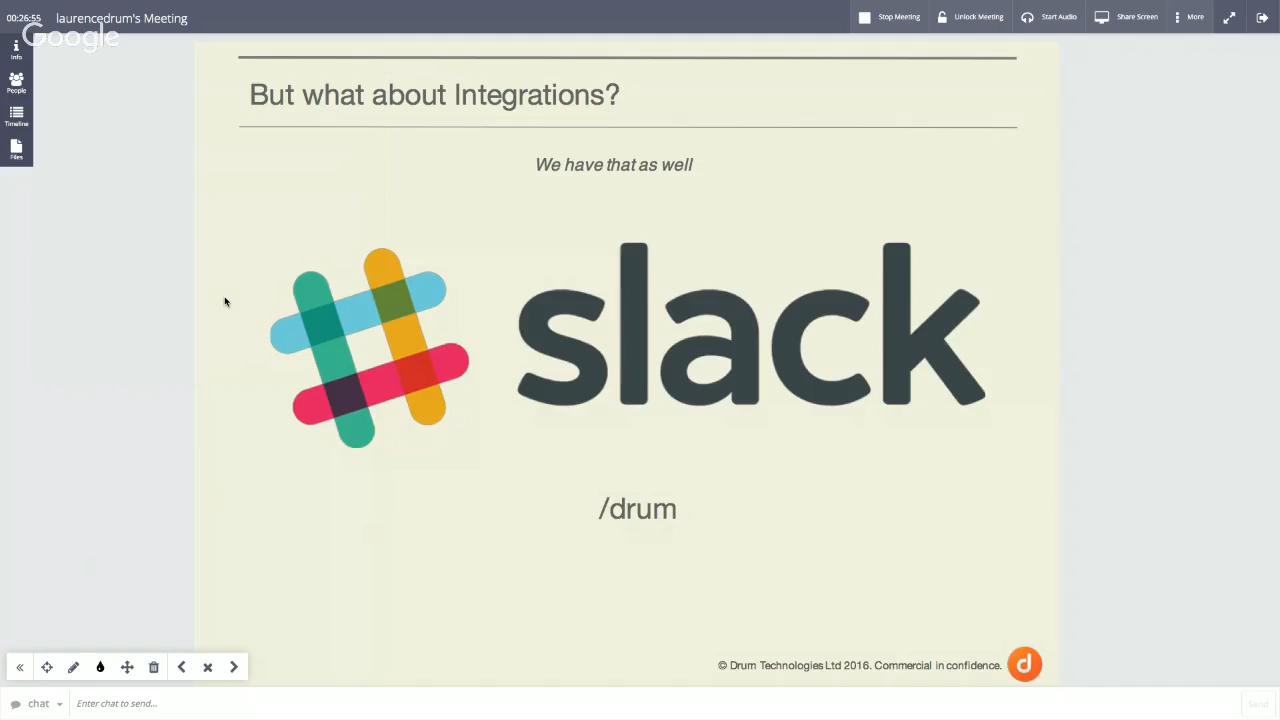 00:26:55 laurencedrum's Meeting
Stop Meeting
Unlock Meeting
Start Audio
Share Screen
More
Google
Info
People
Timeline
Files
But what about Integrations?
We have that as well
slack
/drum
© Drum Technologies Ltd 2016. Commercial in confidence.
d
chat
Enter chat to send...
Send